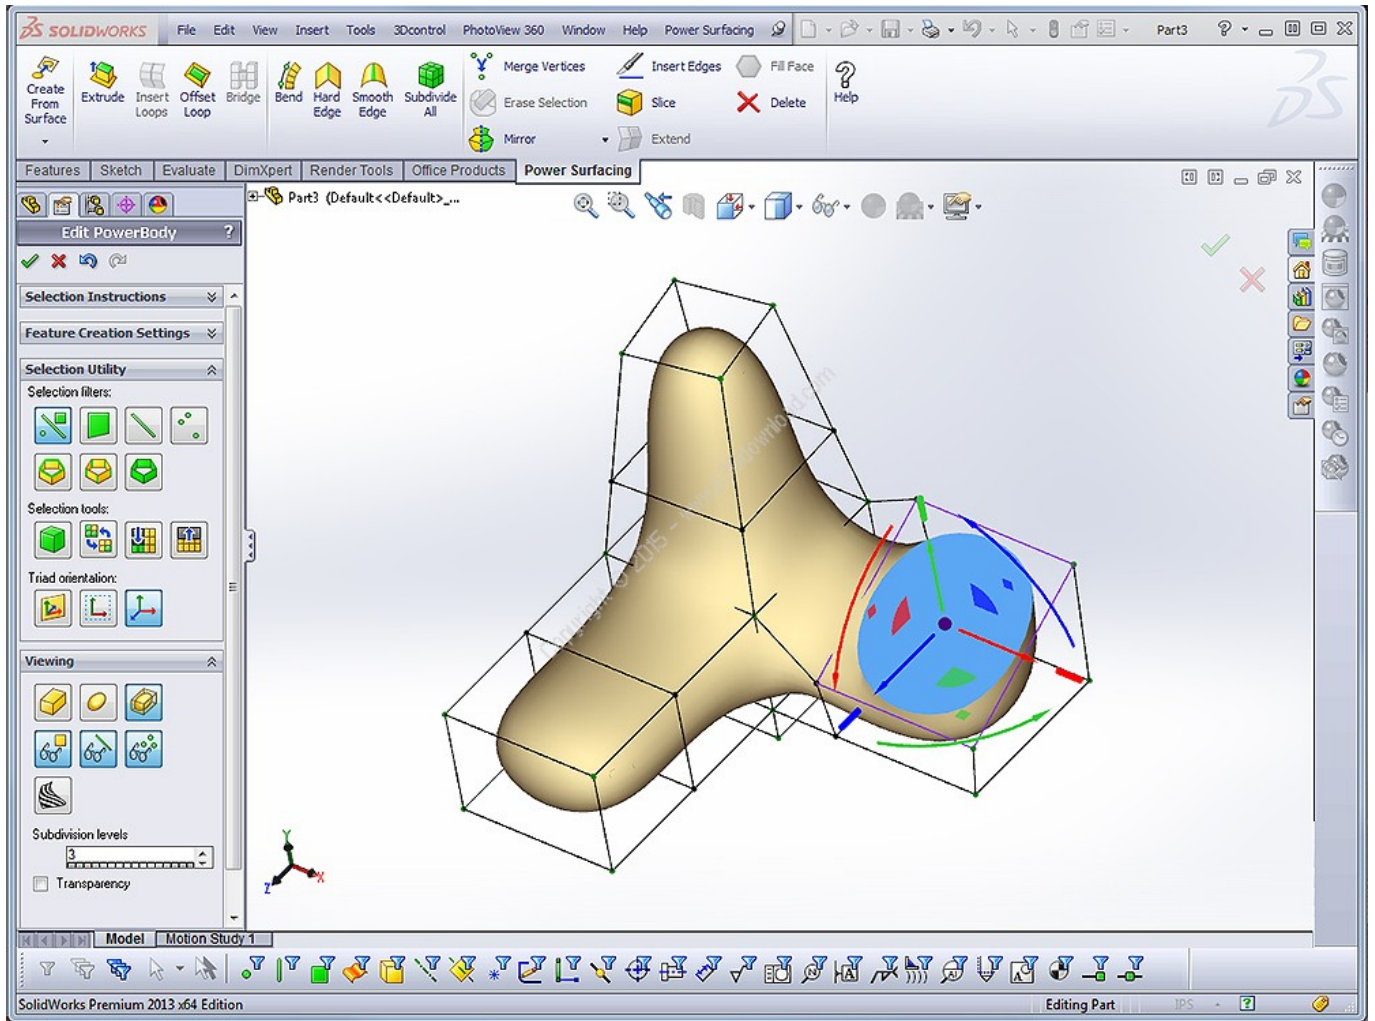 SOLIDWORKS File Edit View Insert Tools 3Dcontrol PhotoView 360 Window Help Power Surfacing Part3 ?
Create From Surface
Extrude
Insert Loops
Offset Loop
Bridge
Bend
Hard Edge
Smooth Edge
Subdivide All
Merge Vertices
Erase Selection
Mirror
Insert Edges
Slice
Extend
Fill Face
Delete
Help
Features Sketch Evaluate DimXpert Render Tools Office Products Power Surfacing
Part3 (Default<<Default>_...
Edit PowerBody ?
Selection Instructions
Feature Creation Settings
Selection Utility
Selection filters:
Selection tools:
Triad orientation:
Viewing
Subdivision levels
3
Transparency
Y
X
Z
Model Motion Study 1
SolidWorks Premium 2013 x64 Edition Editing Part IPS ?